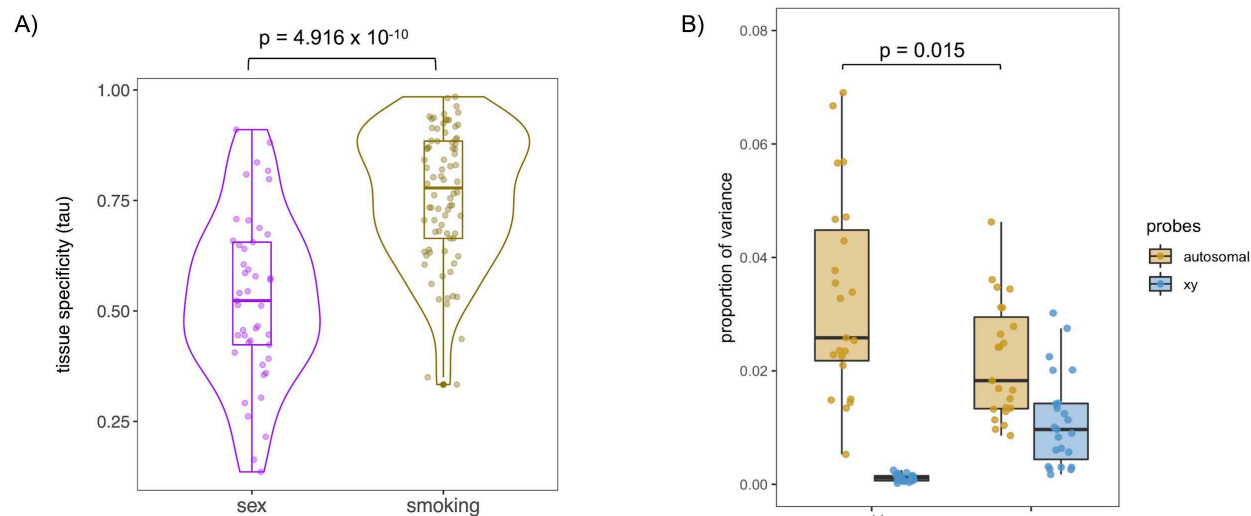 A)
p = 4.916 x 10-10
1.00
0.75
0.50
0.25
tissue specificity (tau)
sex
smoking
B)
p = 0.015
0.08
0.06
0.04
0.02
0.00
proportion of variance
probes
autosomal
xy